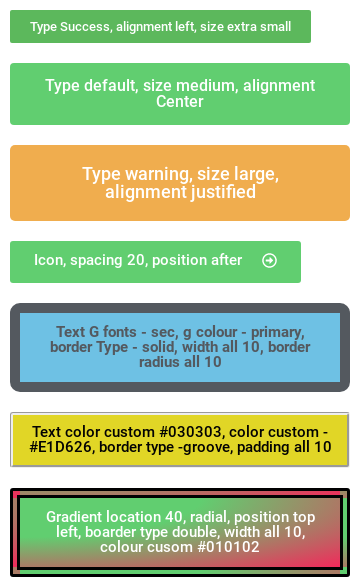 Type Success, alignment left, size extra small
Type default, size medium, alignment
Center
Type warning, size large,
alignment justified
Icon, spacing 20, position after
Text G fonts - sec, g colour - primary,
border Type - solid, width all 10, border
radius all 10
Text color custom #030303, color custom -
#E1D626, border type -groove, padding all 10
Gradient location 40, radial, position top
left, boarder type double, width all 10,
colour cusom #010102